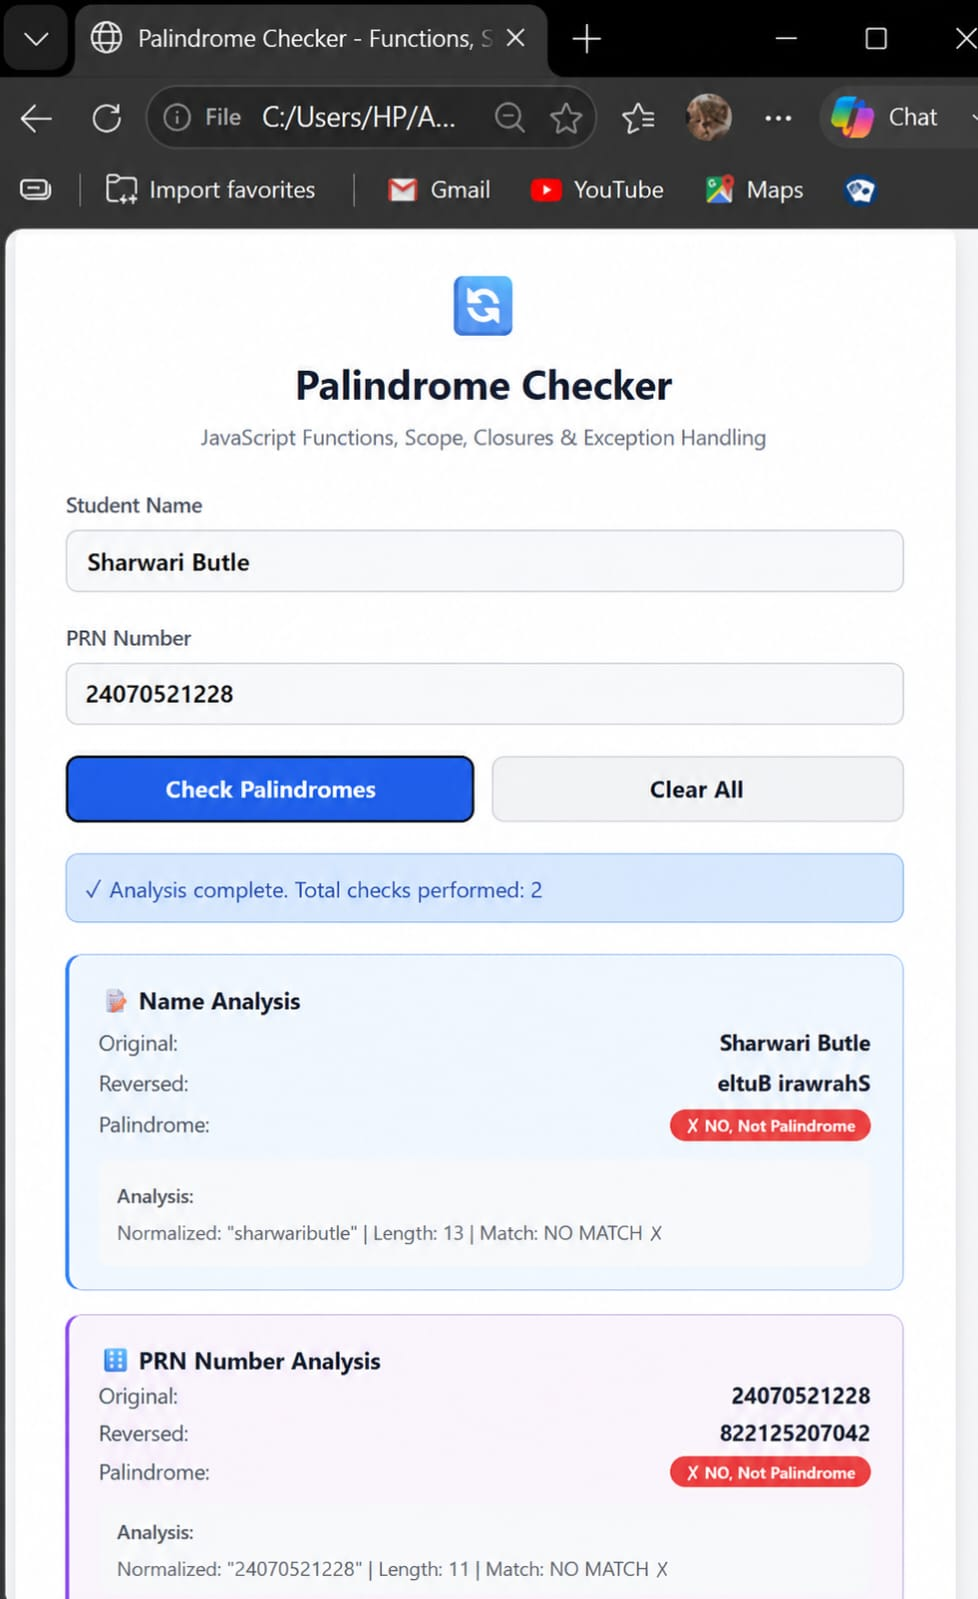 Palindrome Checker - Functions, S
File C:/Users/HP/A...
Chat
Import favorites
Gmail
YouTube
Maps
Palindrome Checker
JavaScript Functions, Scope, Closures & Exception Handling
Student Name
Sharwari Butle
PRN Number
24070521228
Check Palindromes
Clear All
✓ Analysis complete. Total checks performed: 2
Name Analysis
Original: Sharwari Butle
Reversed: eltuB irawrahS
Palindrome: ✗ NO, Not Palindrome
Analysis:
Normalized: "sharwaributle" | Length: 13 | Match: NO MATCH ✗
PRN Number Analysis
Original: 24070521228
Reversed: 822125207042
Palindrome: ✗ NO, Not Palindrome
Analysis:
Normalized: "24070521228" | Length: 11 | Match: NO MATCH ✗